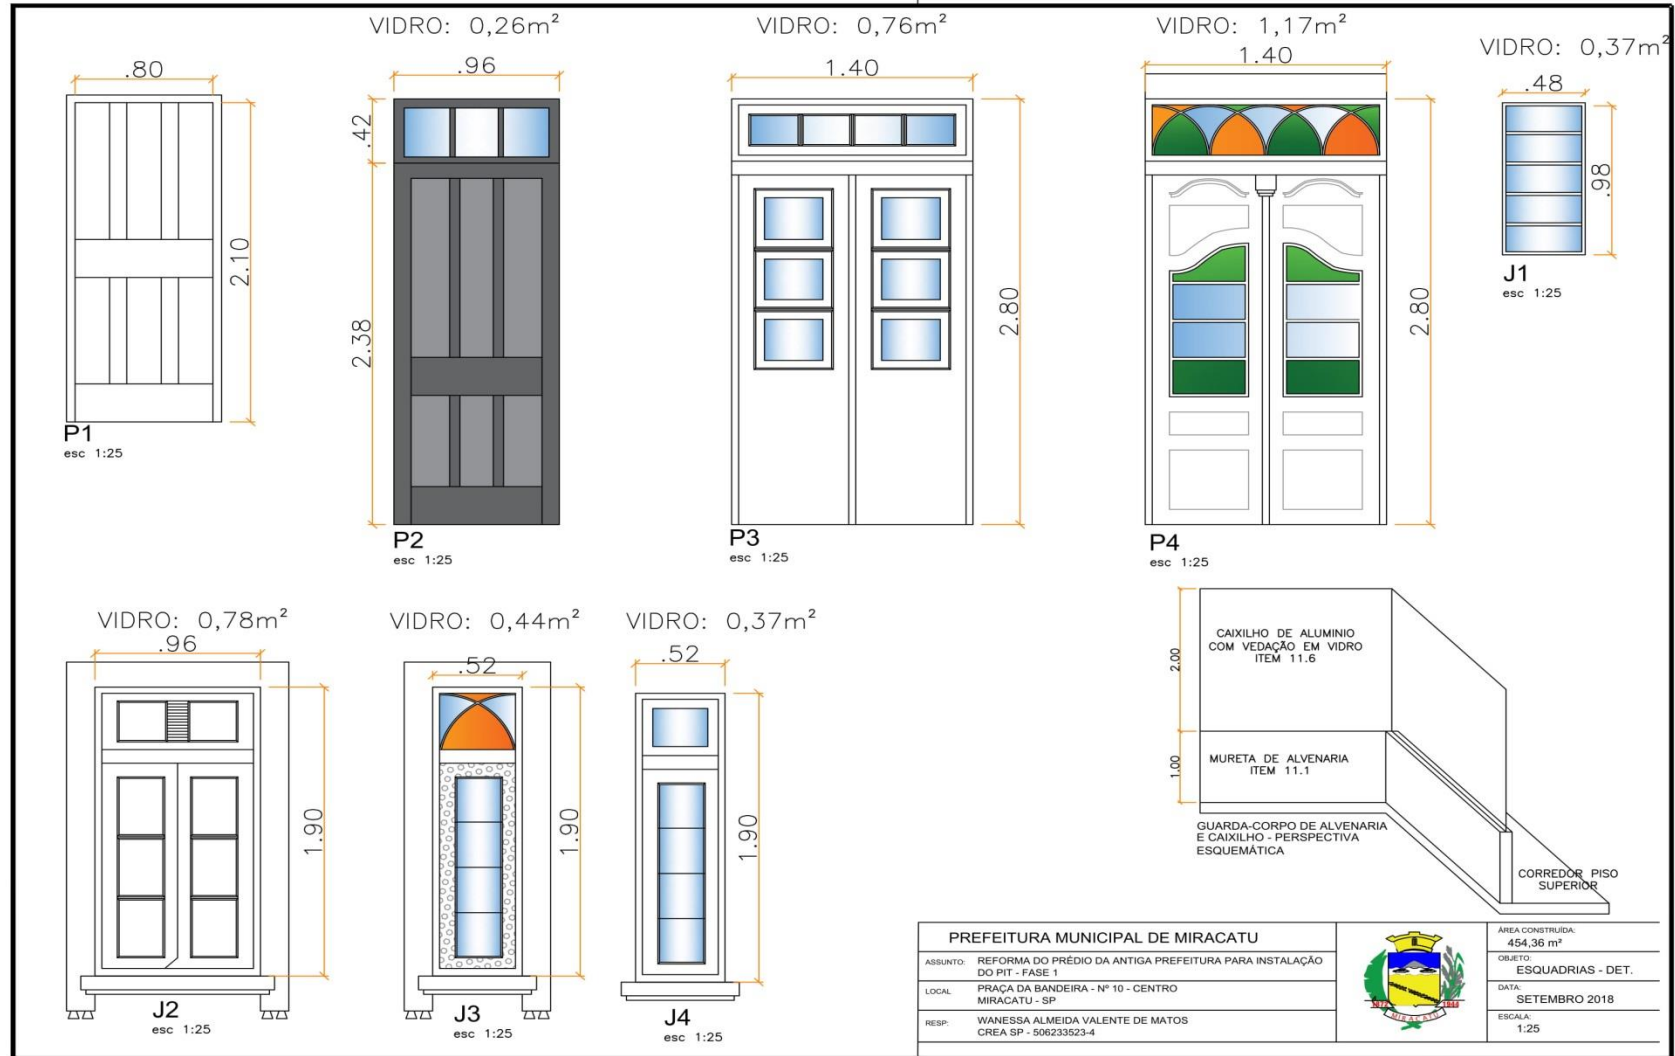 VIDRO: 0,26m²
VIDRO: 0,76m²
VIDRO: 1,17m²
VIDRO: 0,37m²
.80
.96
1.40
1.40
.48
.42
2.10
2.38
2.80
2.80
.98
P1
esc 1:25
P2
esc 1:25
P3
esc 1:25
P4
esc 1:25
J1
esc 1:25
VIDRO: 0,78m²
VIDRO: 0,44m²
VIDRO: 0,37m²
.96
.52
.52
1.90
1.90
1.90
J2
esc 1:25
J3
esc 1:25
J4
esc 1:25
2.00
CAIXILHO DE ALUMINIO
COM VEDAÇÃO EM VIDRO
ITEM 11.6
1.00
MURETA DE ALVENARIA
ITEM 11.1
GUARDA-CORPO DE ALVENARIA
E CAIXILHO - PERSPECTIVA
ESQUEMÁTICA
CORREDOR PISO
SUPERIOR
PREFEITURA MUNICIPAL DE MIRACATU
ASSUNTO: REFORMA DO PRÉDIO DA ANTIGA PREFEITURA PARA INSTALAÇÃO
DO PIT - FASE 1
LOCAL PRAÇA DA BANDEIRA - Nº 10 - CENTRO
MIRACATU - SP
RESP: WANESSA ALMEIDA VALENTE DE MATOS
CREA SP - 506233523-4
MIRACATU
ÁREA CONSTRUÍDA:
454,36 m²
OBJETO:
ESQUADRIAS - DET.
DATA:
SETEMBRO 2018
ESCALA:
1:25